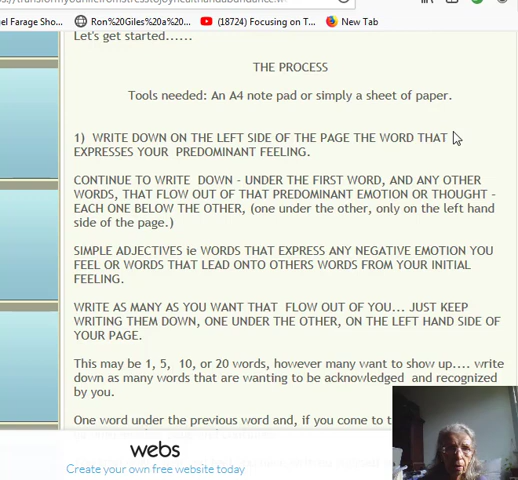 gel Farage Sho... Ron%20Giles%20a%20... (18724) Focusing on T... New Tab
Let's get started......
THE PROCESS
Tools needed: An A4 note pad or simply a sheet of paper.
1) WRITE DOWN ON THE LEFT SIDE OF THE PAGE THE WORD THAT
EXPRESSES YOUR PREDOMINANT FEELING.
CONTINUE TO WRITE DOWN - UNDER THE FIRST WORD, AND ANY OTHER
WORDS, THAT FLOW OUT OF THAT PREDOMINANT EMOTION OR THOUGHT -
EACH ONE BELOW THE OTHER, (one under the other, only on the left hand
side of the page.)
SIMPLE ADJECTIVES ie WORDS THAT EXPRESS ANY NEGATIVE EMOTION YOU
FEEL OR WORDS THAT LEAD ONTO OTHERS WORDS FROM YOUR INITIAL
FEELING.
WRITE AS MANY AS YOU WANT THAT FLOW OUT OF YOU... JUST KEEP
WRITING THEM DOWN, ONE UNDER THE OTHER, ON THE LEFT HAND SIDE OF
YOUR PAGE.
This may be 1, 5, 10, or 20 words, however many want to show up.... write
down as many words that are wanting to be acknowledged and recognized
by you.
One word under the previous word and, if you come to t
webs
Create your own free website today